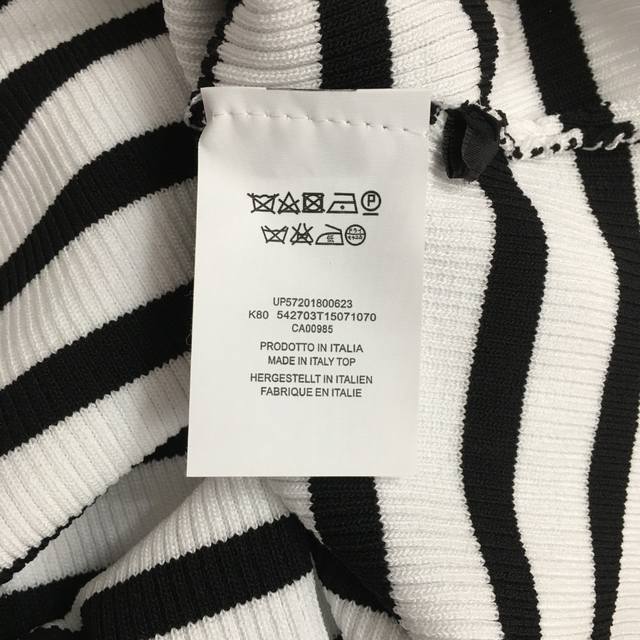 P
UP57201800623
K80 542703T15071070
CA00985
PRODOTTO IN ITALIA
MADE IN ITALY TOP
HERGESTELLT IN ITALIEN
FABRIQUE EN ITALIE